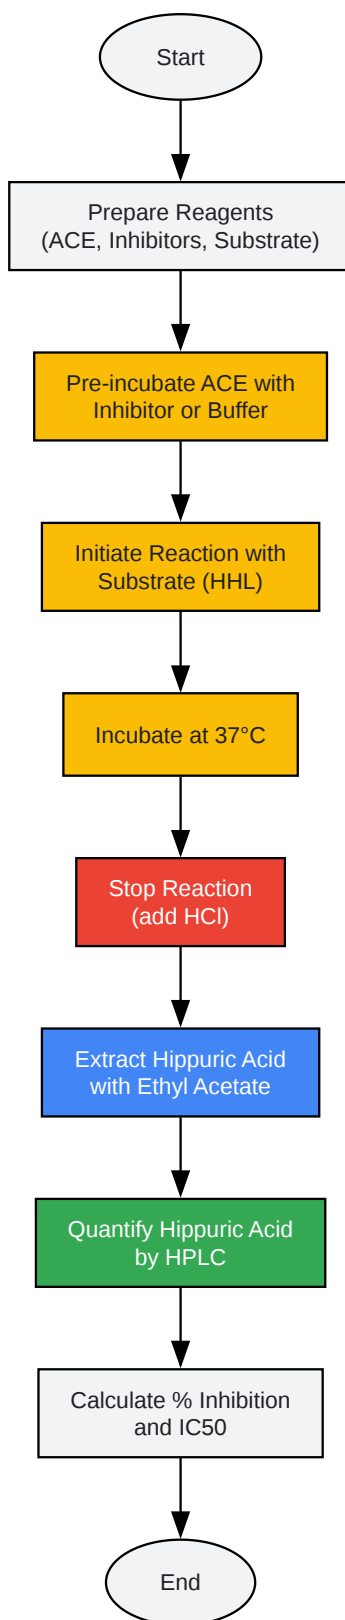 Start
Prepare Reagents
(ACE, Inhibitors, Substrate)
Pre-incubate ACE with
Inhibitor or Buffer
Initiate Reaction with
Substrate (HHL)
Incubate at 37°C
Stop Reaction
(add HCl)
Extract Hippuric Acid
with Ethyl Acetate
Quantify Hippuric Acid
by HPLC
Calculate % Inhibition
and IC50
End